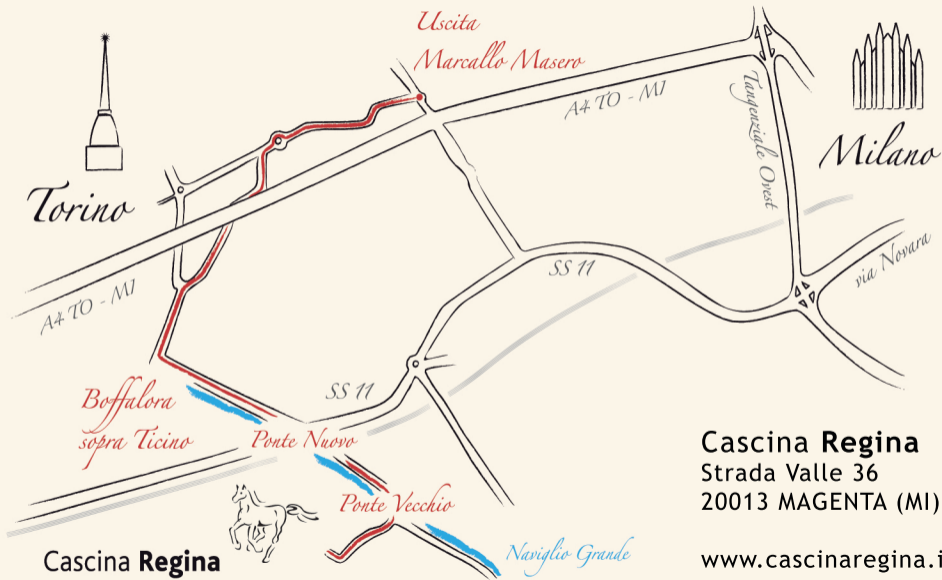 Uscita
Marcallo Masero
A4 TO - MI
Tangenziale Ovest
Milano
Torino
SS 11
via Novara
A4 TO - MI
SS 11
Boffalora
sopra Ticino
Ponte Nuovo
Ponte Vecchio
Naviglio Grande
Cascina Regina
Cascina Regina
Strada Valle 36
20013 MAGENTA (MI)
www.cascinaregina.i